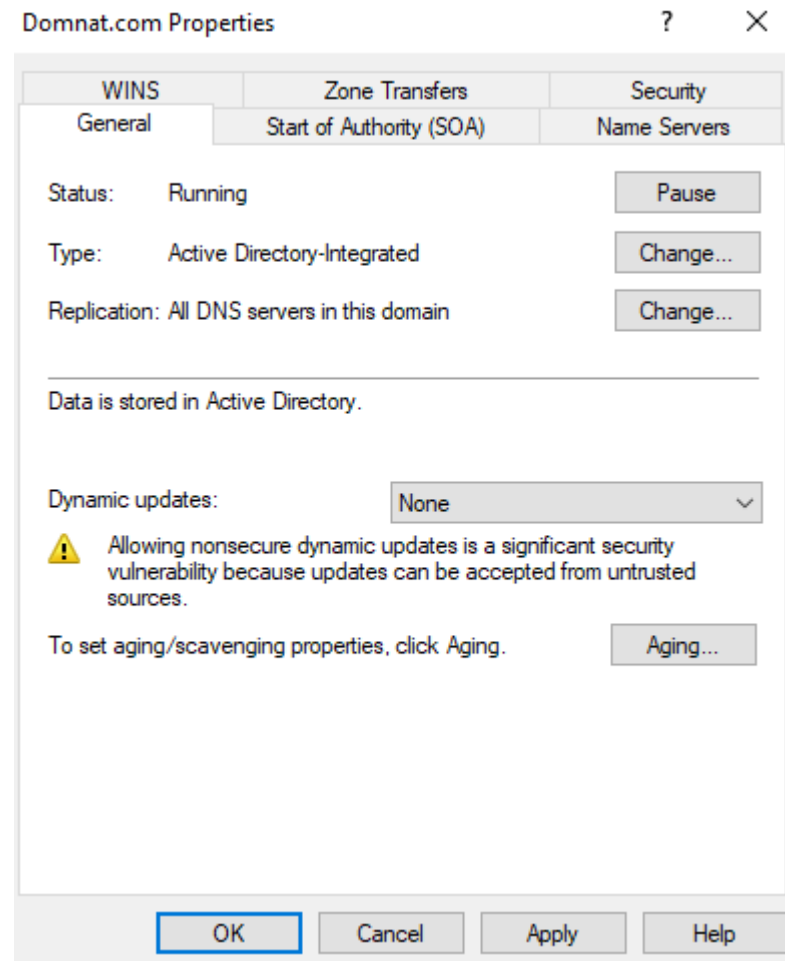 Domnat.com Properties
? ×
WINS Zone Transfers Security
General Start of Authority (SOA) Name Servers
Status: Running Pause
Type: Active Directory-Integrated Change...
Replication: All DNS servers in this domain Change...
Data is stored in Active Directory.
Dynamic updates: None
Allowing nonsecure dynamic updates is a significant security
vulnerability because updates can be accepted from untrusted
sources.
To set aging/scavenging properties, click Aging. Aging...
OK Cancel Apply Help